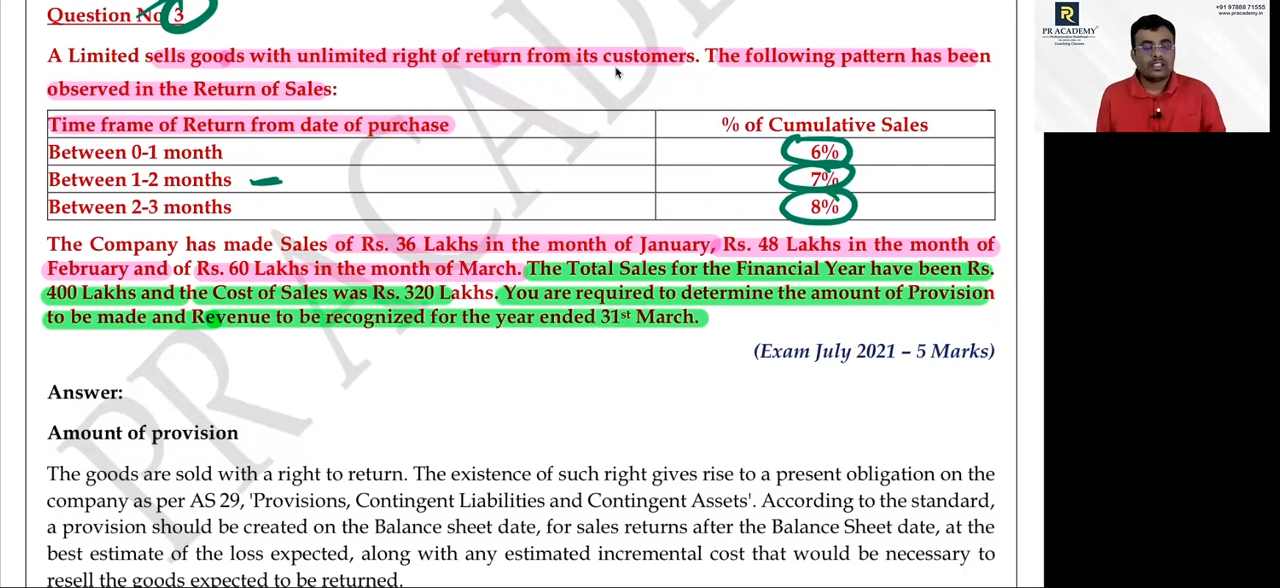 Question No 3
A Limited sells goods with unlimited right of return from its customers. The following pattern has been
observed in the Return of Sales:
Time frame of Return from date of purchase % of Cumulative Sales
Between 0-1 month 6%
Between 1-2 months 7%
Between 2-3 months 8%
The Company has made Sales of Rs. 36 Lakhs in the month of January, Rs. 48 Lakhs in the month of
February and of Rs. 60 Lakhs in the month of March. The Total Sales for the Financial Year have been Rs.
400 Lakhs and the Cost of Sales was Rs. 320 Lakhs. You are required to determine the amount of Provision
to be made and Revenue to be recognized for the year ended 31st March.
(Exam July 2021 – 5 Marks)
Answer:
Amount of provision
The goods are sold with a right to return. The existence of such right gives rise to a present obligation on the
company as per AS 29, 'Provisions, Contingent Liabilities and Contingent Assets'. According to the standard,
a provision should be created on the Balance sheet date, for sales returns after the Balance Sheet date, at the
best estimate of the loss expected, along with any estimated incremental cost that would be necessary to
resell the goods expected to be returned.
PR ACADEM
PR ACADEMY
Coaching Classes
+91 97888 71555
www.pracademy.in